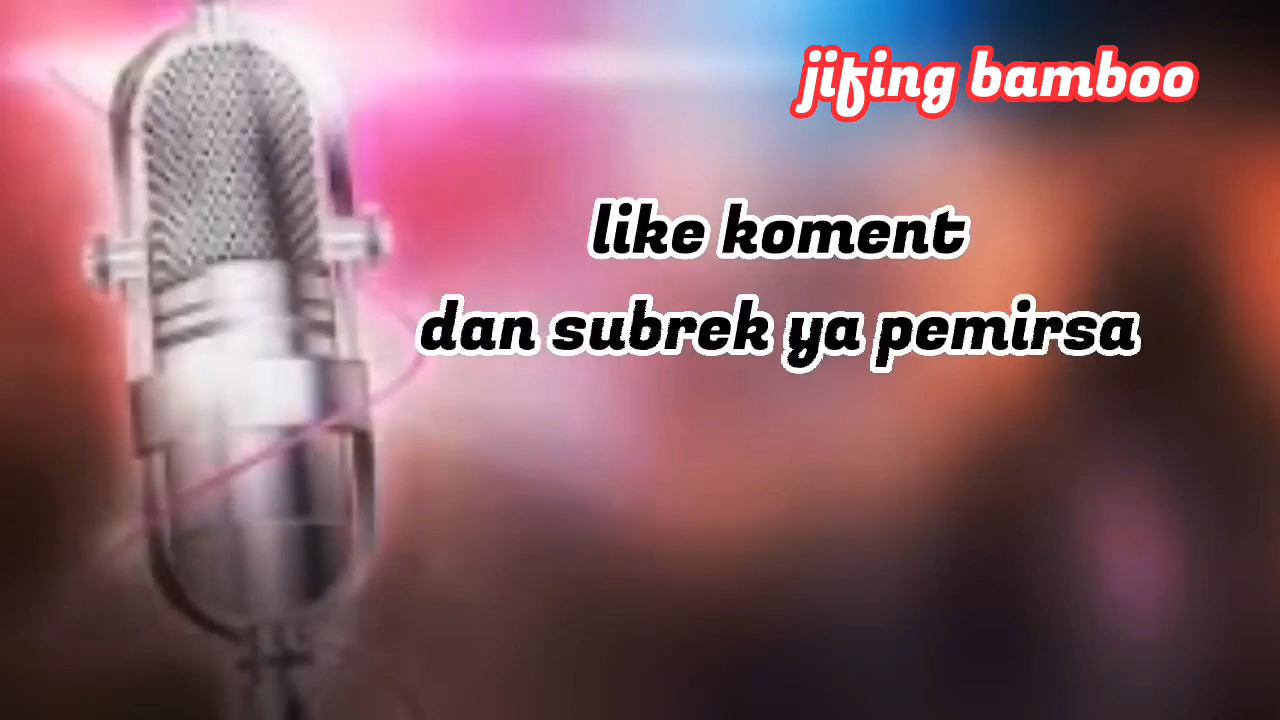 jifing bamboo
like koment
dan subrek ya pemirsa